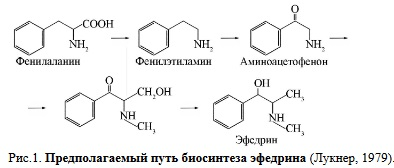 COOH
NH₂
Фенилаланин
NH₂
Фенилэтиламин
O
NH₂
Аминоацетофенон
O
CH₂OH
NH
CH₃
OH
CH₃
NH
CH₃
Эфедрин
Рис.1. Предполагаемый путь биосинтеза эфедрина (Лукнер, 1979).